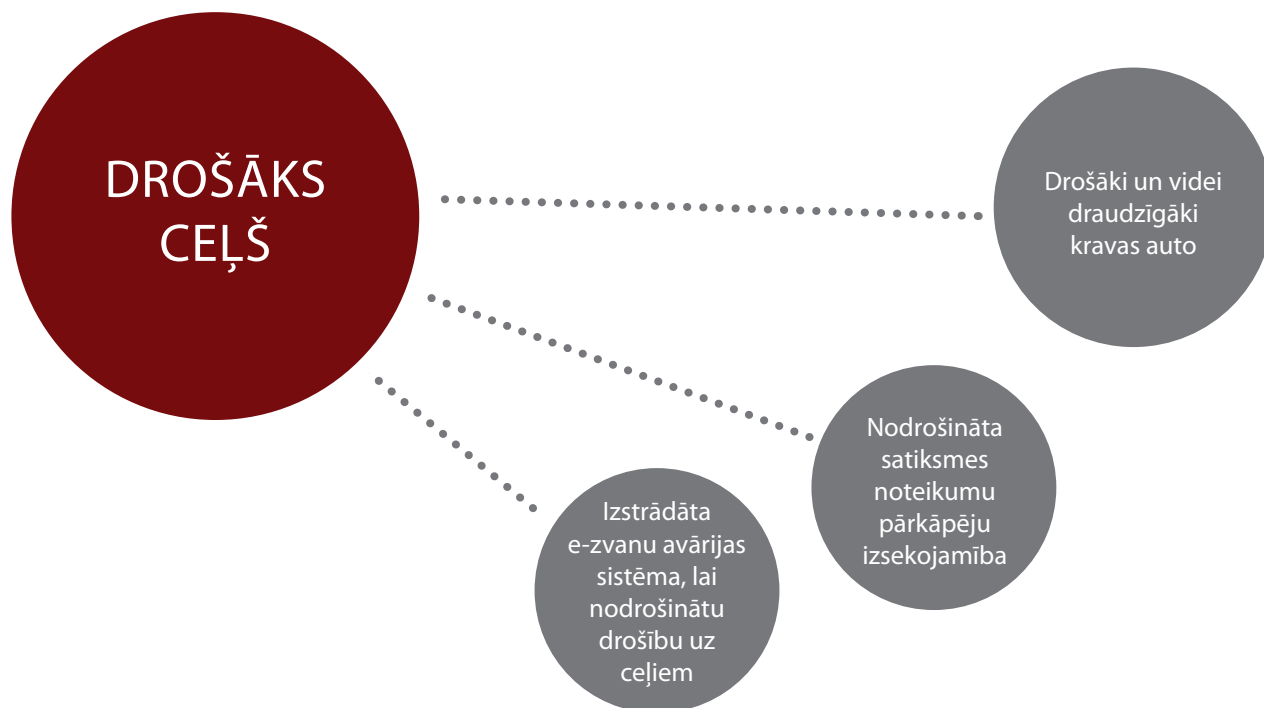 DROŠĀKS
CEĻŠ
Drošāki un videi
draudzīgāki
kravas auto
Nodrošināta
satiksmes
noteikumu
pārkāpēju
izsekojamība
Izstrādāta
e-zvanu avārijas
sistēma, lai
nodrošinātu
drošību uz
ceļiem